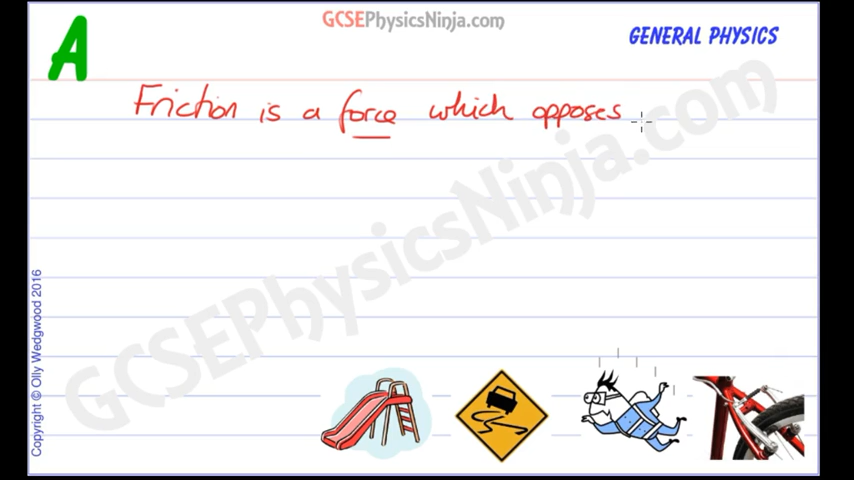 GCSEPhysicsNinja.com
A
GENERAL PHYSICS
Friction is a force which opposes
GCSEPhysicsNinja.com
Copyright © Olly Wedgwood 2016